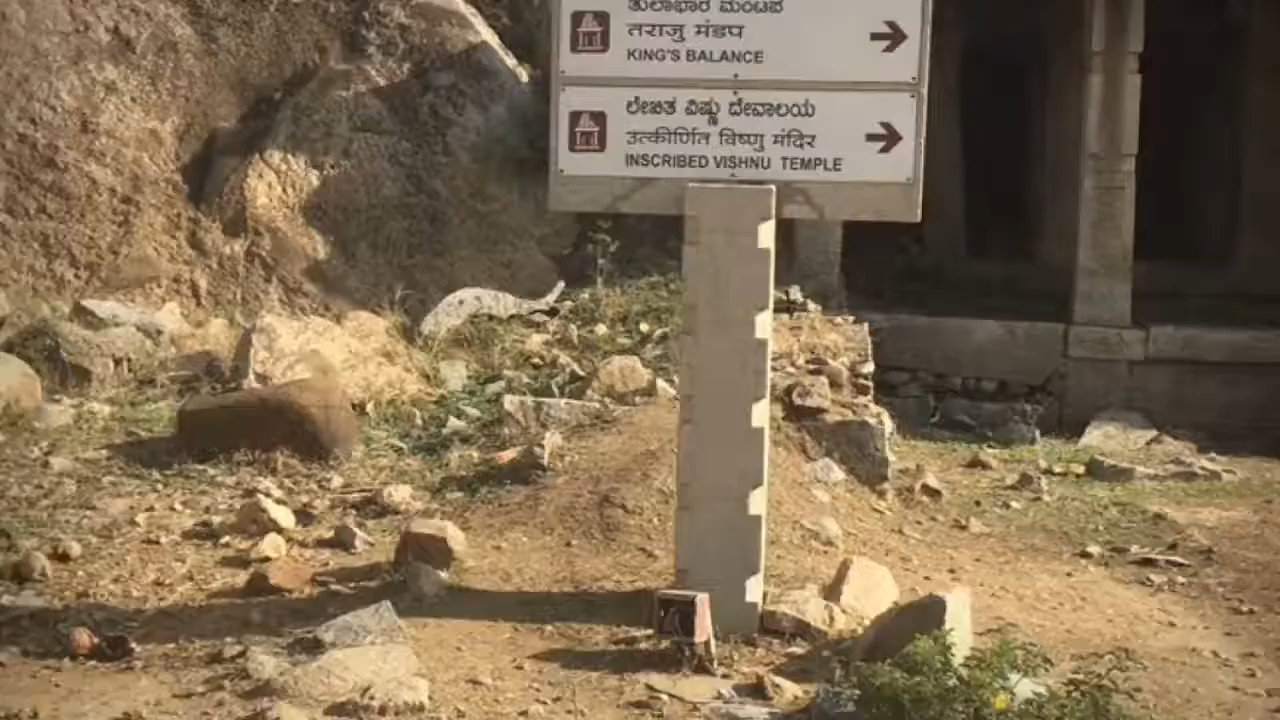 ತುಲಾಭಾರ ಮಂಟಪ
तराजु मंडप
KING'S BALANCE
ಲೇಖಿತ ವಿಷ್ಣು ದೇವಾಲಯ
उत्कीर्णित विष्णु मंदिर
INSCRIBED VISHNU TEMPLE